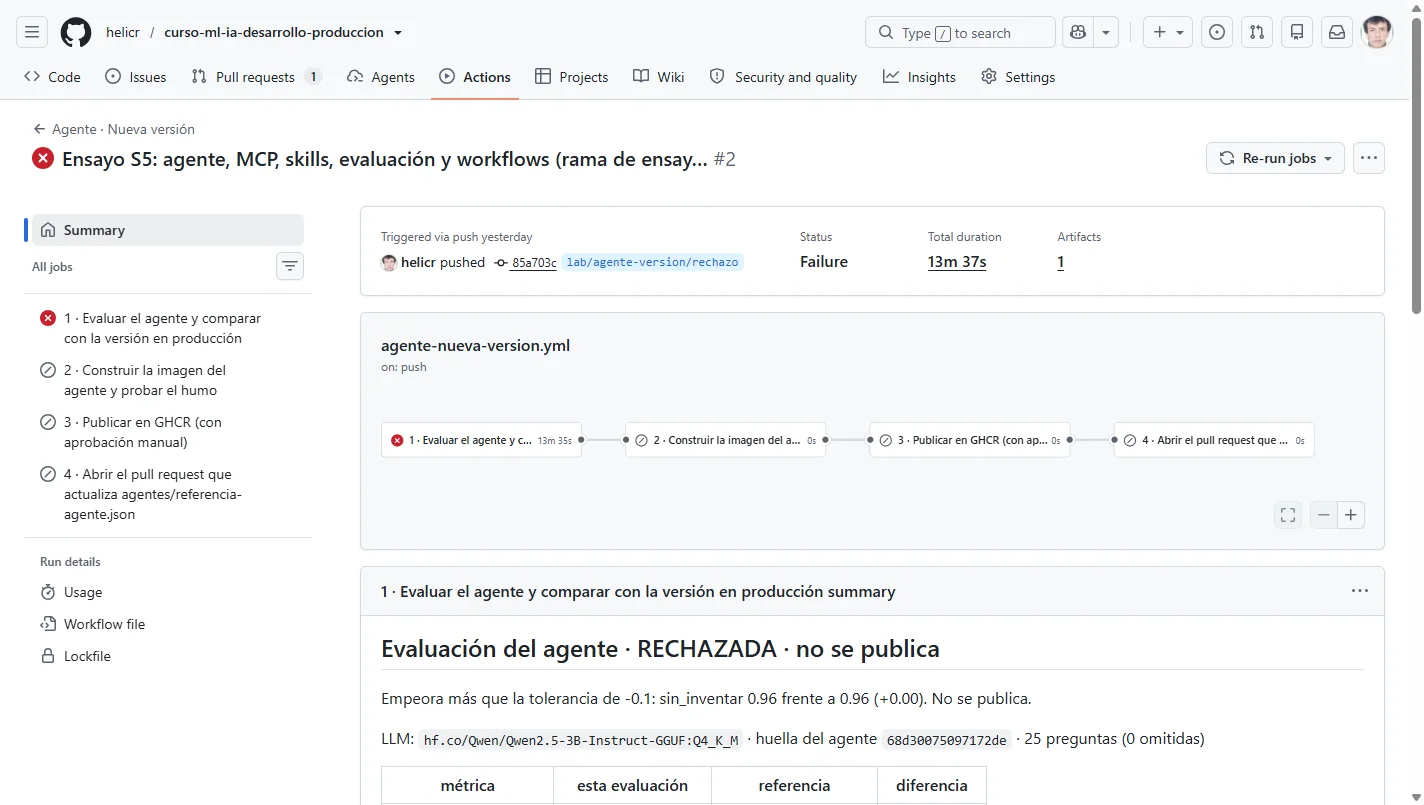 helicr / curso-ml-ia-desarrollo-produccion
Type / to search
Code
Issues
Pull requests 1
Agents
Actions
Projects
Wiki
Security and quality
Insights
Settings
← Agente · Nueva versión
Ensayo S5: agente, MCP, skills, evaluación y workflows (rama de ensay... #2
Re-run jobs
Summary
All jobs
1 · Evaluar el agente y comparar
con la versión en producción
2 · Construir la imagen del
agente y probar el humo
3 · Publicar en GHCR (con
aprobación manual)
4 · Abrir el pull request que
actualiza agentes/referencia-
agente.json
Run details
Usage
Workflow file
Lockfile
Triggered via push yesterday
helicr pushed 85a703c lab/agente-version/rechazo
Status
Failure
Total duration
13m 37s
Artifacts
1
agente-nueva-version.yml
on: push
1 · Evaluar el agente y c... 13m 35s
2 · Construir la imagen del a... 0s
3 · Publicar en GHCR (con ap... 0s
4 · Abrir el pull request que ... 0s
1 · Evaluar el agente y comparar con la versión en producción summary
Evaluación del agente · RECHAZADA · no se publica
Empeora más que la tolerancia de -0.1: sin_inventar 0.96 frente a 0.96 (+0.00). No se publica.
LLM: hf.co/Qwen/Qwen2.5-3B-Instruct-GGUF:Q4_K_M · huella del agente 68d30075097172de · 25 preguntas (0 omitidas)
métrica esta evaluación referencia diferencia